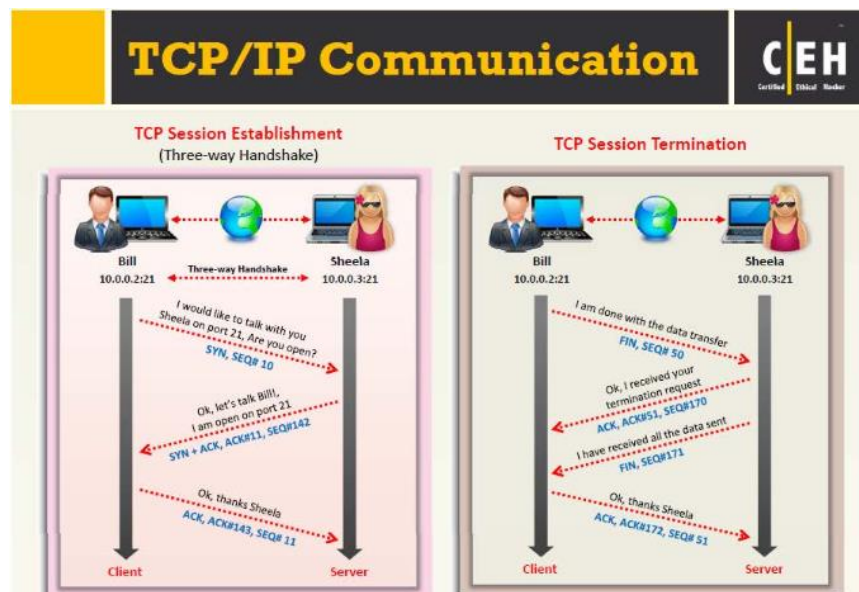 TCP/IP Communication
C|EH
Certified Ethical Hacker
TCP Session Establishment
(Three-way Handshake)
Bill
10.0.0.2:21
Three-way Handshake
Sheela
10.0.0.3:21
I would like to talk with you
Sheela on port 21, Are you open?
SYN, SEQ# 10
Ok, let's talk Bill!,
I am open on port 21
SYN + ACK, ACK#11, SEQ#142
Ok, thanks Sheela
ACK, ACK#143, SEQ# 11
Client
Server
TCP Session Termination
Bill
10.0.0.2:21
Sheela
10.0.0.3:21
I am done with the data transfer
FIN, SEQ# 50
Ok, I received your
termination request
ACK, ACK#51, SEQ#170
I have received all the data sent
FIN, SEQ#171
Ok, thanks Sheela
ACK, ACK#172, SEQ# 51
Client
Server